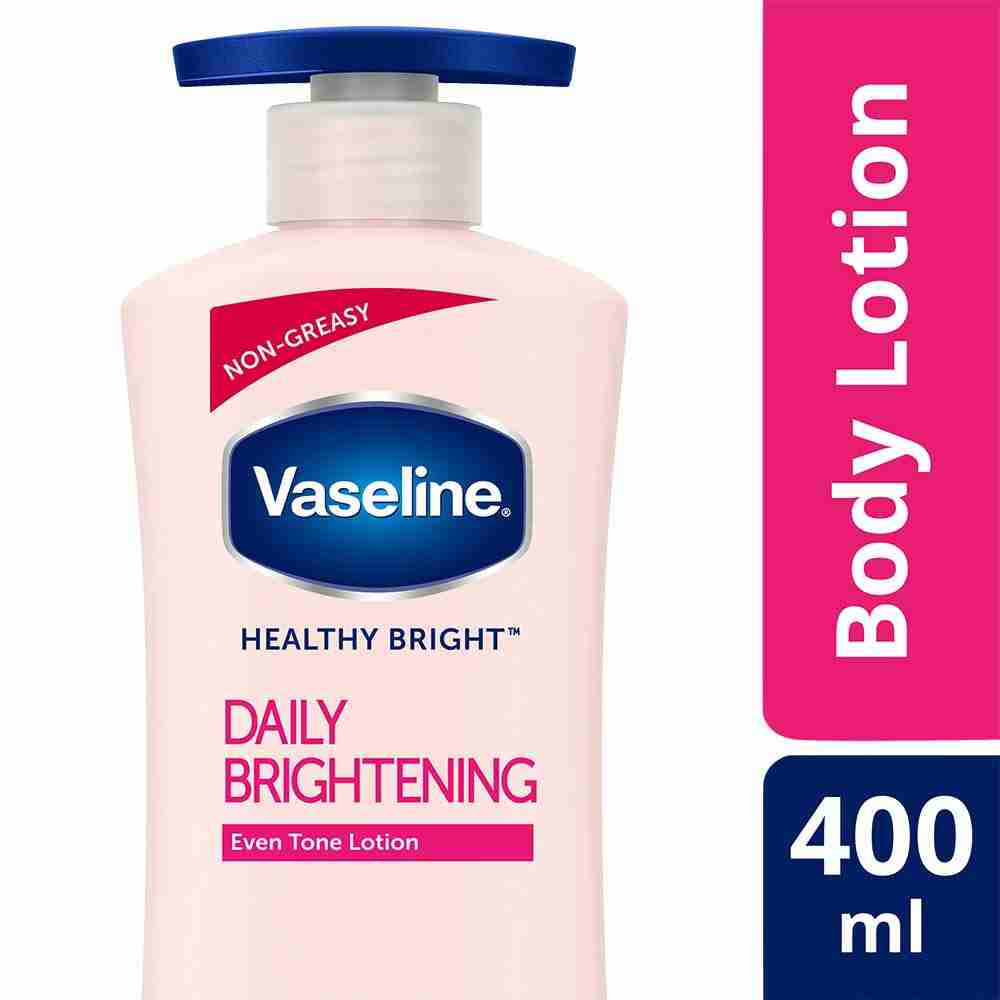 NON-GREASY
Vaseline®
HEALTHY BRIGHT™
DAILY
BRIGHTENING
Even Tone Lotion
Body Lotion
400
ml